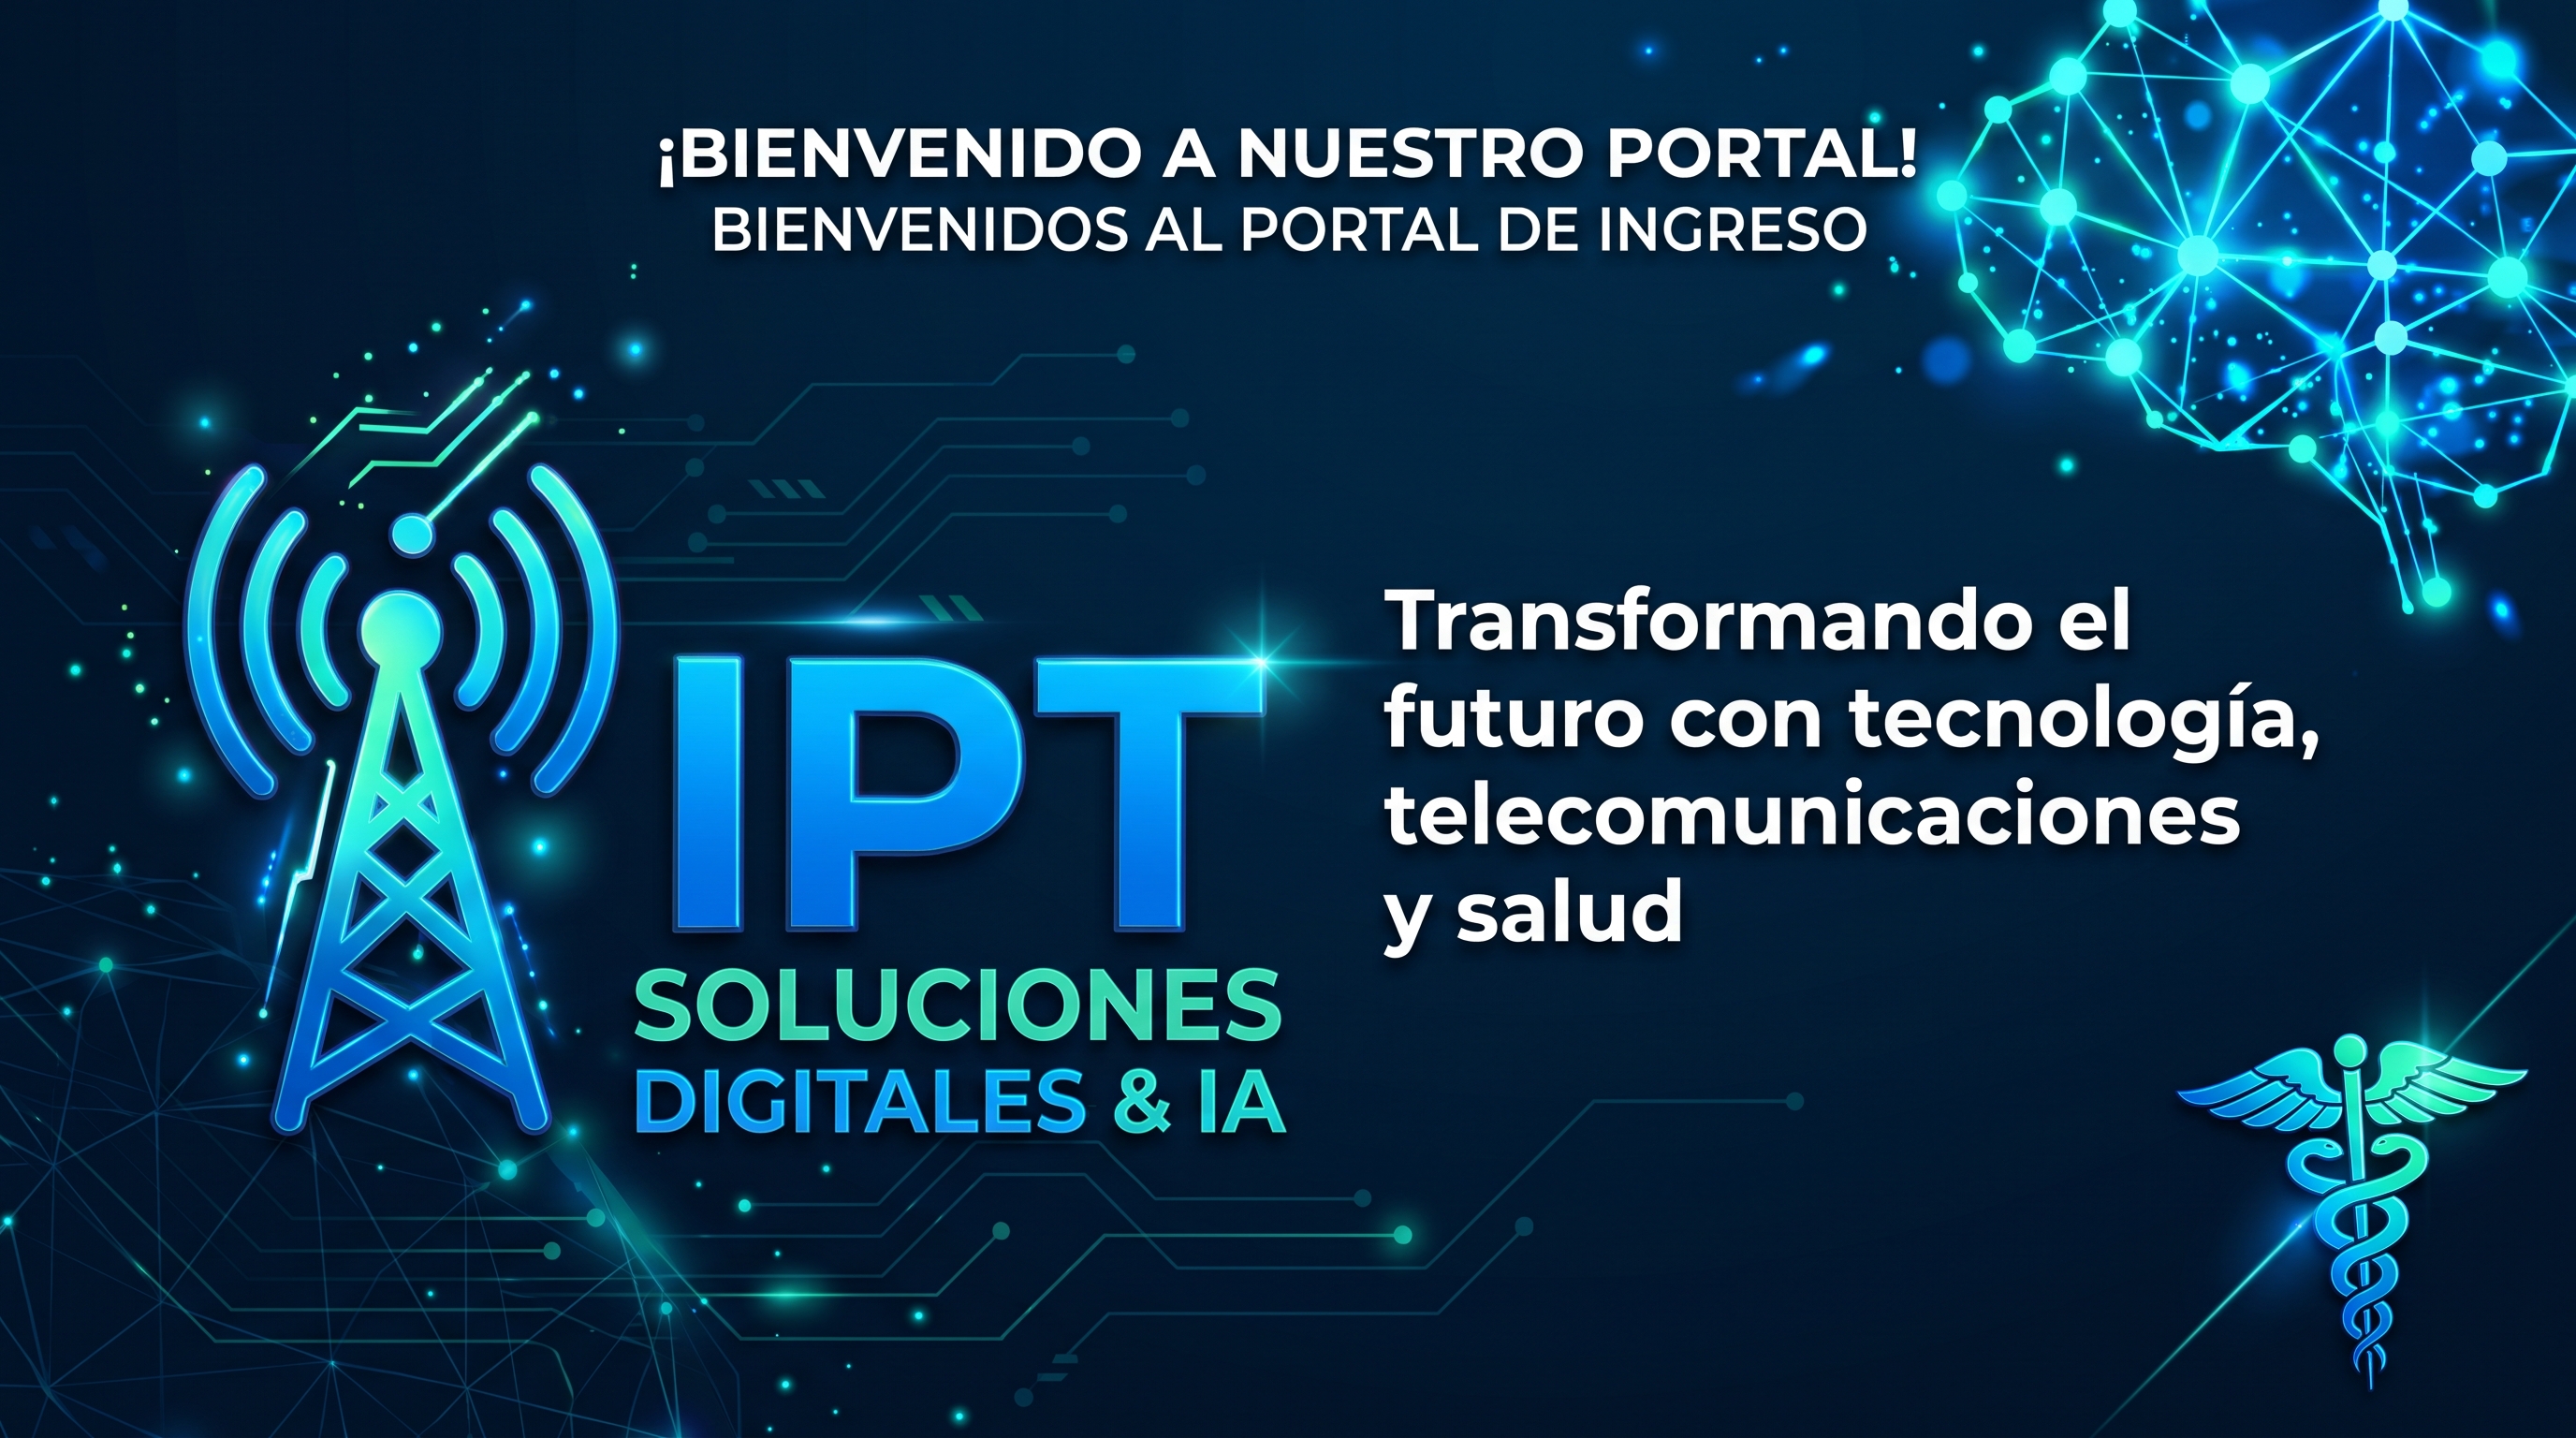 ¡BIENVENIDO A NUESTRO PORTAL!
BIENVENIDOS AL PORTAL DE INGRESO
IPT
SOLUCIONES
DIGITALES & IA
Transformando el
futuro con tecnología,
telecomunicaciones
y salud